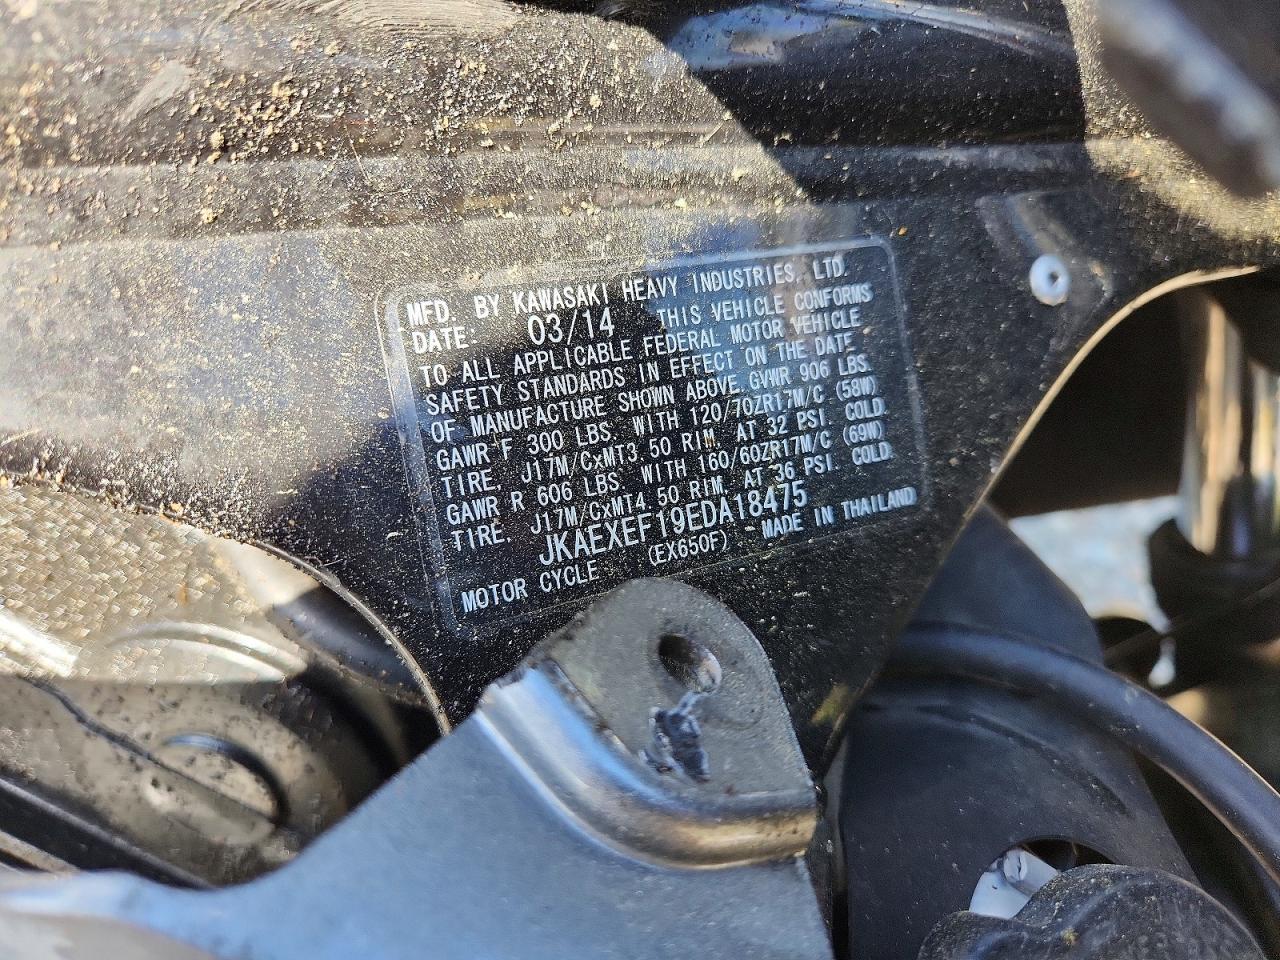 MFD. BY KAWASAKI HEAVY INDUSTRIES, LTD.
DATE: 03/14 THIS VEHICLE CONFORMS
TO ALL APPLICABLE FEDERAL MOTOR VEHICLE
SAFETY STANDARDS IN EFFECT ON THE DATE
OF MANUFACTURE SHOWN ABOVE. GVWR 906 LBS.
GAWR F 300 LBS. WITH 120/70ZR17M/C (58W)
TIRE, J17M/CxMT3.50 RIM, AT 32 PSI COLD.
GAWR R 606 LBS. WITH 160/60ZR17M/C (69W)
TIRE, J17M/CxMT4.50 RIM, AT 36 PSI COLD.
JKAEXEF19EDA18475
MOTOR CYCLE (EX650F) MADE IN THAILAND